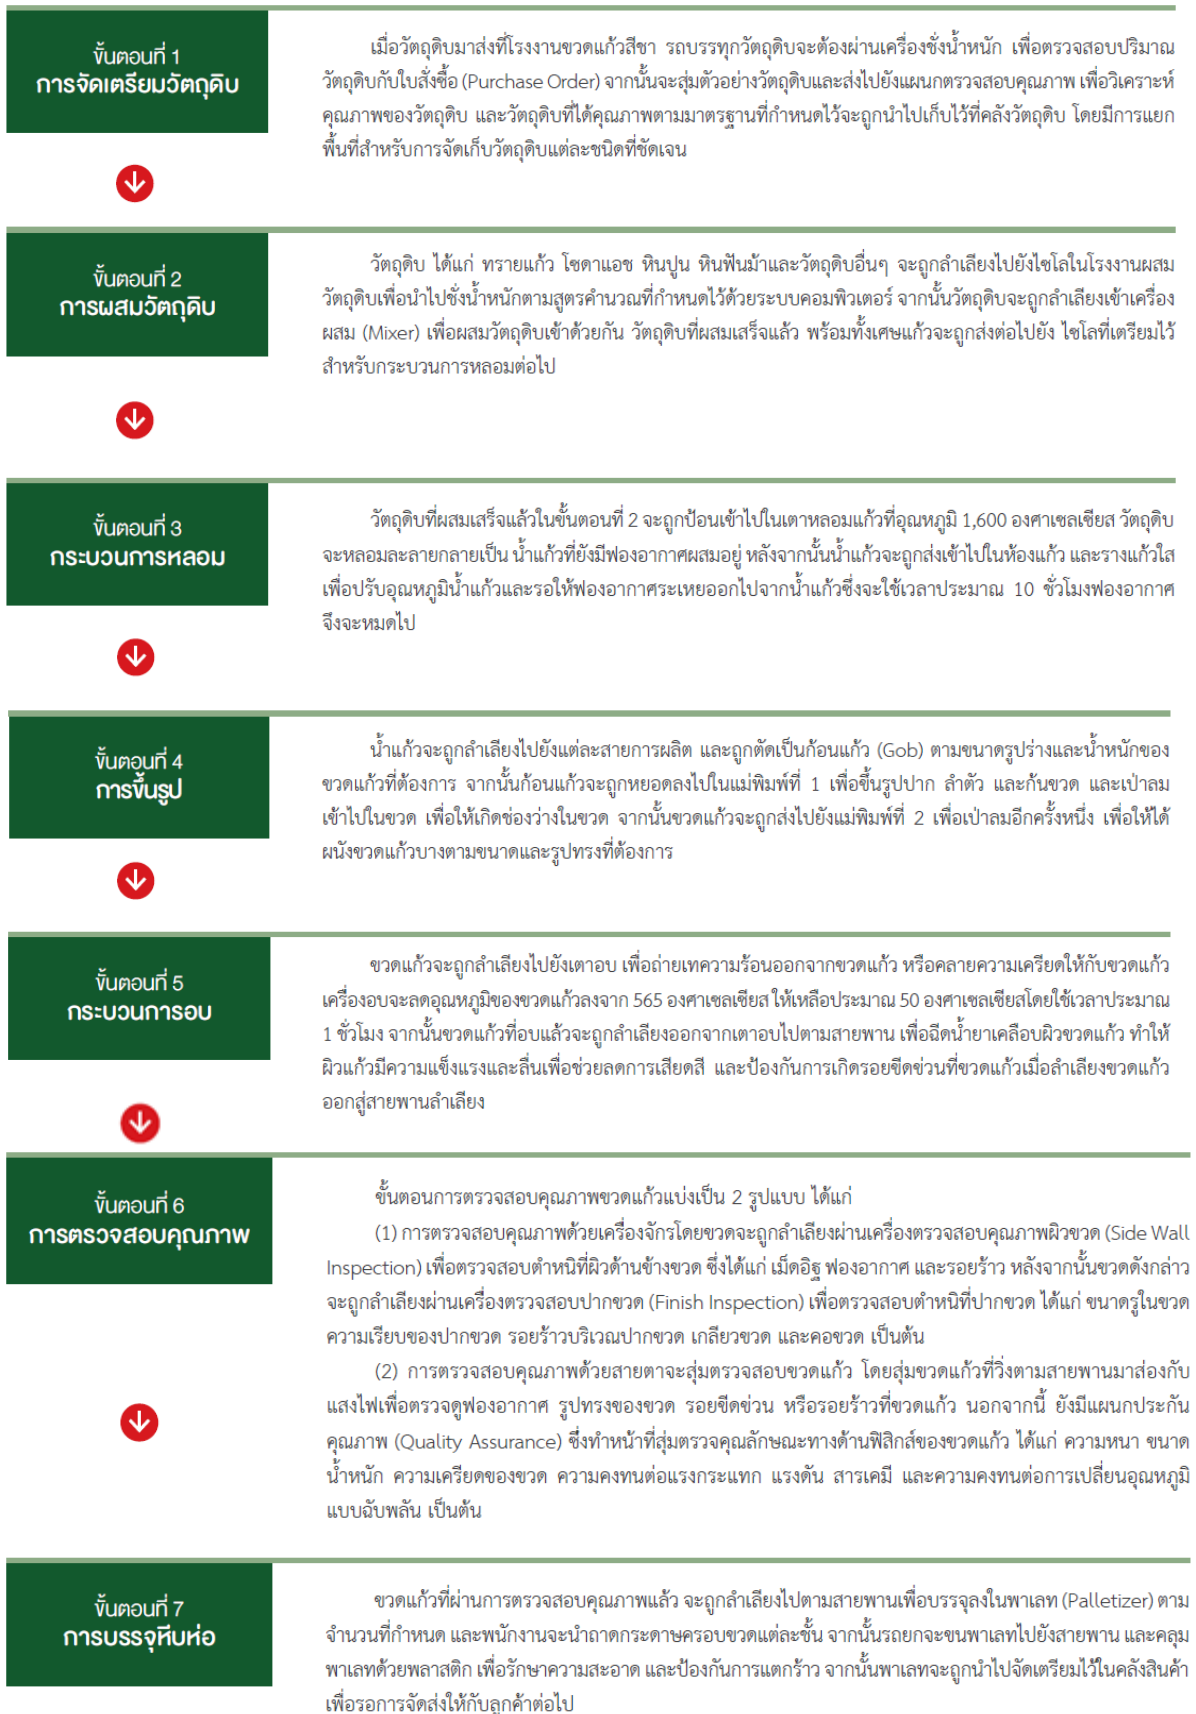 ขั้นตอนที่ 1
การจัดเตรียมวัตถุดิบ
เมื่อวัตถุดิบมาส่งที่โรงงานขวดแก้วสีชา รถบรรทุกวัตถุดิบจะต้องผ่านเครื่องชั่งน้ำหนัก เพื่อตรวจสอบปริมาณ
วัตถุดิบกับใบสั่งซื้อ (Purchase Order) จากนั้นจะสุ่มตัวอย่างวัตถุดิบและส่งไปยังแผนกตรวจสอบคุณภาพ เพื่อวิเคราะห์
คุณภาพของวัตถุดิบ และวัตถุดิบที่ได้คุณภาพตามมาตรฐานที่กำหนดไว้จะถูกนำไปเก็บไว้ที่คลังวัตถุดิบ โดยมีการแยก
พื้นที่สำหรับการจัดเก็บวัตถุดิบแต่ละชนิดที่ชัดเจน
ขั้นตอนที่ 2
การผสมวัตถุดิบ
วัตถุดิบ ได้แก่ ทรายแก้ว โซดาแอช หินปูน หินฟันม้าและวัตถุดิบอื่นๆ จะถูกลำเลียงไปยังไซโลในโรงงานผสม
วัตถุดิบเพื่อนำไปชั่งน้ำหนักตามสูตรคำนวณที่กำหนดไว้ด้วยระบบคอมพิวเตอร์ จากนั้นวัตถุดิบจะถูกลำเลียงเข้าเครื่อง
ผสม (Mixer) เพื่อผสมวัตถุดิบเข้าด้วยกัน วัตถุดิบที่ผสมเสร็จแล้ว พร้อมทั้งเศษแก้วจะถูกส่งต่อไปยัง ไซโลที่เตรียมไว้
สำหรับกระบวนการหลอมต่อไป
ขั้นตอนที่ 3
กระบวนการหลอม
วัตถุดิบที่ผสมเสร็จแล้วในขั้นตอนที่ 2 จะถูกป้อนเข้าไปในเตาหลอมแก้วที่อุณหภูมิ 1,600 องศาเซลเซียส วัตถุดิบ
จะหลอมละลายกลายเป็น น้ำแก้วที่ยังมีฟองอากาศผสมอยู่ หลังจากนั้นน้ำแก้วจะถูกส่งเข้าไปในห้องแก้ว และรางแก้วใส
เพื่อปรับอุณหภูมิน้ำแก้วและรอให้ฟองอากาศระเหยออกไปจากน้ำแก้วซึ่งจะใช้เวลาประมาณ 10 ชั่วโมงฟองอากาศ
จึงจะหมดไป
ขั้นตอนที่ 4
การขึ้นรูป
น้ำแก้วจะถูกลำเลียงไปยังแต่ละสายการผลิต และถูกตัดเป็นก้อนแก้ว (Gob) ตามขนาดรูปร่างและน้ำหนักของ
ขวดแก้วที่ต้องการ จากนั้นก้อนแก้วจะถูกหยอดลงไปในแม่พิมพ์ที่ 1 เพื่อขึ้นรูปปาก ลำตัว และก้นขวด และเป่าลม
เข้าไปในขวด เพื่อให้เกิดช่องว่างในขวด จากนั้นขวดแก้วจะถูกส่งไปยังแม่พิมพ์ที่ 2 เพื่อเป่าลมอีกครั้งหนึ่ง เพื่อให้ได้
ผนังขวดแก้วบางตามขนาดและรูปทรงที่ต้องการ
ขั้นตอนที่ 5
กระบวนการอบ
ขวดแก้วจะถูกลำเลียงไปยังเตาอบ เพื่อถ่ายเทความร้อนออกจากขวดแก้ว หรือคลายความเครียดให้กับขวดแก้ว
เครื่องอบจะลดอุณหภูมิของขวดแก้วลงจาก 565 องศาเซลเซียส ให้เหลือประมาณ 50 องศาเซลเซียสโดยใช้เวลาประมาณ
1 ชั่วโมง จากนั้นขวดแก้วที่อบแล้วจะถูกลำเลียงออกจากเตาอบไปตามสายพาน เพื่อฉีดน้ำยาเคลือบผิวขวดแก้ว ทำให้
ผิวแก้วมีความแข็งแรงและลื่นเพื่อช่วยลดการเสียดสี และป้องกันการเกิดรอยขีดข่วนที่ขวดแก้วเมื่อลำเลียงขวดแก้ว
ออกสู่สายพานลำเลียง
ขั้นตอนที่ 6
การตรวจสอบคุณภาพ
ขั้นตอนการตรวจสอบคุณภาพขวดแก้วแบ่งเป็น 2 รูปแบบ ได้แก่
(1) การตรวจสอบคุณภาพด้วยเครื่องจักรโดยขวดจะถูกลำเลียงผ่านเครื่องตรวจสอบคุณภาพผิวขวด (Side Wall
Inspection) เพื่อตรวจสอบตำหนิที่ผิวด้านข้างขวด ซึ่งได้แก่ เม็ดอิฐ ฟองอากาศ และรอยร้าว หลังจากนั้นขวดดังกล่าว
จะถูกลำเลียงผ่านเครื่องตรวจสอบปากขวด (Finish Inspection) เพื่อตรวจสอบตำหนิที่ปากขวด ได้แก่ ขนาดรูในขวด
ความเรียบของปากขวด รอยร้าวบริเวณปากขวด เกลียวขวด และคอขวด เป็นต้น
(2) การตรวจสอบคุณภาพด้วยสายตาจะสุ่มตรวจสอบขวดแก้ว โดยสุ่มขวดแก้วที่วิ่งตามสายพานมาส่องกับ
แสงไฟเพื่อตรวจดูฟองอากาศ รูปทรงของขวด รอยขีดข่วน หรือรอยร้าวที่ขวดแก้ว นอกจากนี้ ยังมีแผนกประกัน
คุณภาพ (Quality Assurance) ซึ่งทำหน้าที่สุ่มตรวจคุณลักษณะทางด้านฟิสิกส์ของขวดแก้ว ได้แก่ ความหนา ขนาด
น้ำหนัก ความเครียดของขวด ความคงทนต่อแรงกระแทก แรงดัน สารเคมี และความคงทนต่อการเปลี่ยนอุณหภูมิ
แบบฉับพลัน เป็นต้น
ขั้นตอนที่ 7
การบรรจุหีบห่อ
ขวดแก้วที่ผ่านการตรวจสอบคุณภาพแล้ว จะถูกลำเลียงไปตามสายพานเพื่อบรรจุลงในพาเลท (Palletizer) ตาม
จำนวนที่กำหนด และพนักงานจะนำถาดกระดาษครอบขวดแต่ละชั้น จากนั้นรถยกจะขนพาเลทไปยังสายพาน และคลุม
พาเลทด้วยพลาสติก เพื่อรักษาความสะอาด และป้องกันการแตกร้าว จากนั้นพาเลทจะถูกนำไปจัดเตรียมไว้ในคลังสินค้า
เพื่อรอการจัดส่งให้กับลูกค้าต่อไป